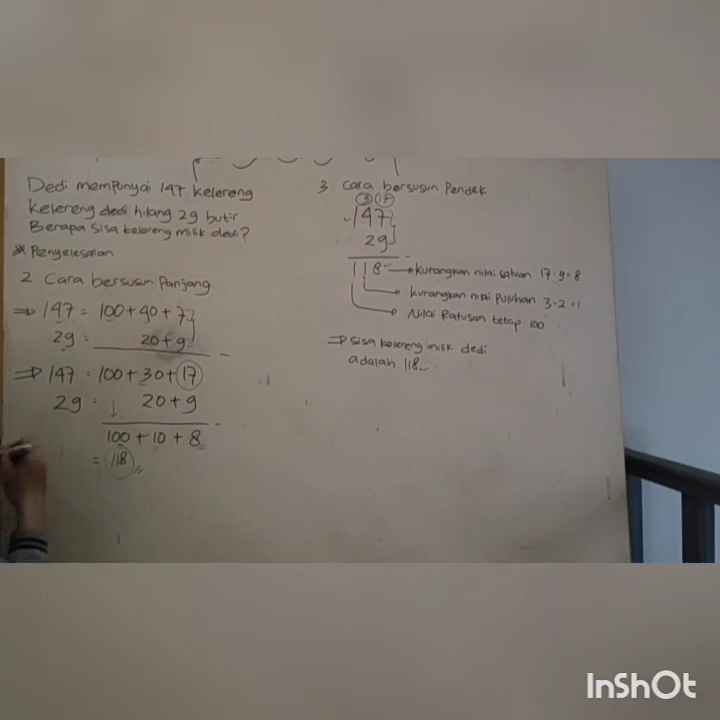 Dedi mempunyai 147 kelereng
kelereng dedi hilang 29 butir
Berapa sisa kelereng milik dedi?
* Penyelesaian
2 Cara bersusun Panjang
⇒ 147 = 100 + 40 + 7
29 = 20 + 9 -
⇒ 147 = 100 + 30 + 17
29 = 20 + 9 -
100 + 10 + 8
= 118
3 Cara bersusun Pendek
3 17
147
29 -
118 → kurangkan nilai satuan 17 - 9 = 8
→ kurangkan nilai Puluhan 3 - 2 = 1
→ Nilai Ratusan tetap 100
⇒ sisa kelereng milik dedi
adalah 118
InShOt